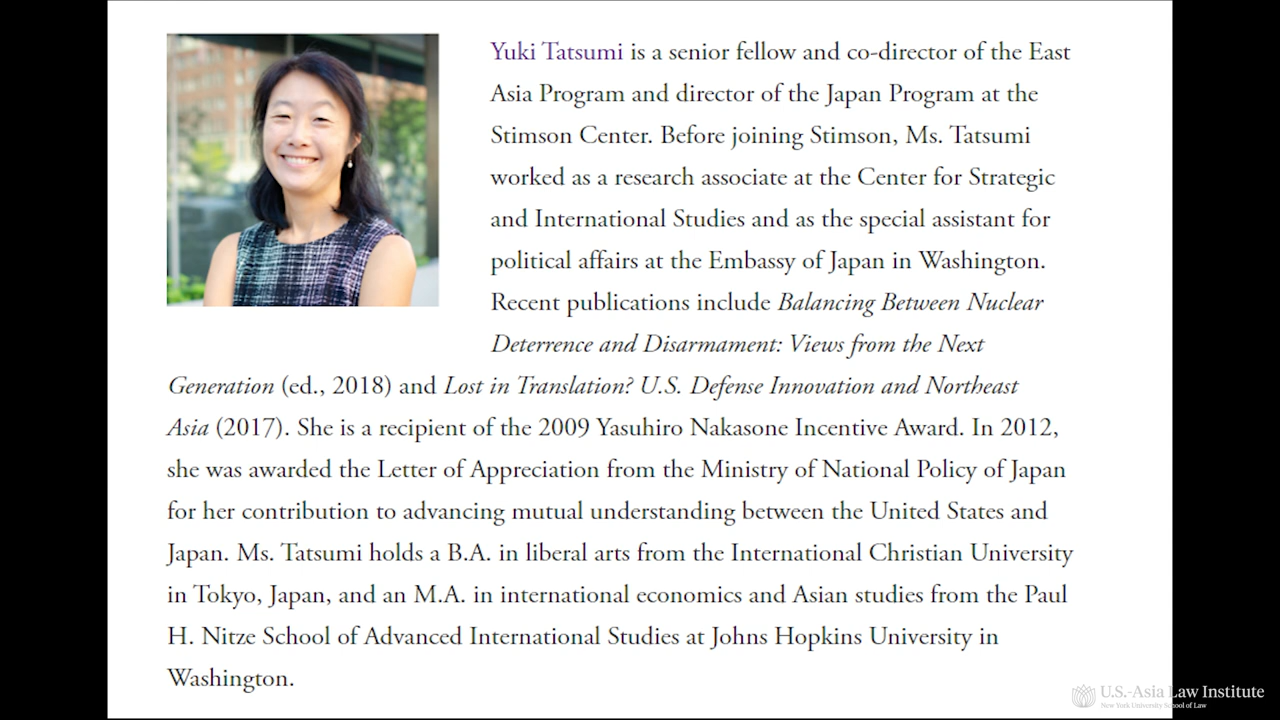 Yuki Tatsumi is a senior fellow and co-director of the East
Asia Program and director of the Japan Program at the
Stimson Center. Before joining Stimson, Ms. Tatsumi
worked as a research associate at the Center for Strategic
and International Studies and as the special assistant for
political affairs at the Embassy of Japan in Washington.
Recent publications include Balancing Between Nuclear
Deterrence and Disarmament: Views from the Next
Generation (ed., 2018) and Lost in Translation? U.S. Defense Innovation and Northeast
Asia (2017). She is a recipient of the 2009 Yasuhiro Nakasone Incentive Award. In 2012,
she was awarded the Letter of Appreciation from the Ministry of National Policy of Japan
for her contribution to advancing mutual understanding between the United States and
Japan. Ms. Tatsumi holds a B.A. in liberal arts from the International Christian University
in Tokyo, Japan, and an M.A. in international economics and Asian studies from the Paul
H. Nitze School of Advanced International Studies at Johns Hopkins University in
Washington.
U.S.-Asia Law Institute
New York University School of Law